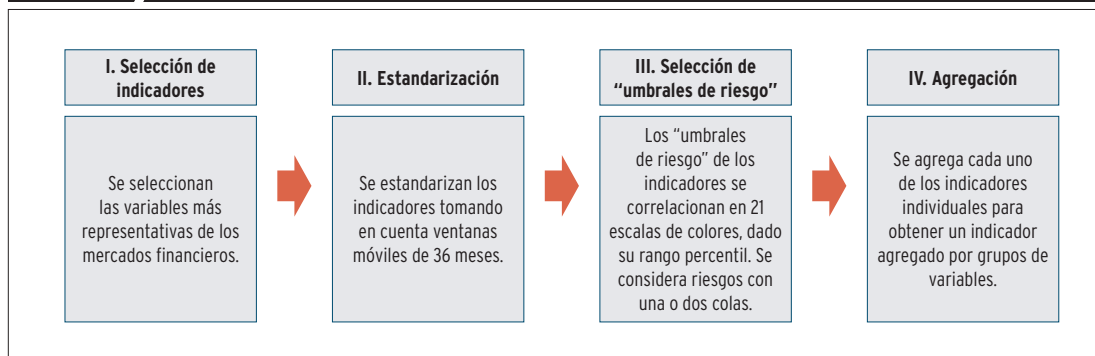 I. Selección de
indicadores
Se seleccionan
las variables más
representativas de los
mercados financieros.
II. Estandarización
Se estandarizan los
indicadores tomando
en cuenta ventanas
móviles de 36 meses.
III. Selección de
“umbrales de riesgo”
Los “umbrales
de riesgo” de los
indicadores se
correlacionan en 21
escalas de colores, dado
su rango percentil. Se
considera riesgos con
una o dos colas.
IV. Agregación
Se agrega cada uno
de los indicadores
individuales para
obtener un indicador
agregado por grupos de
variables.